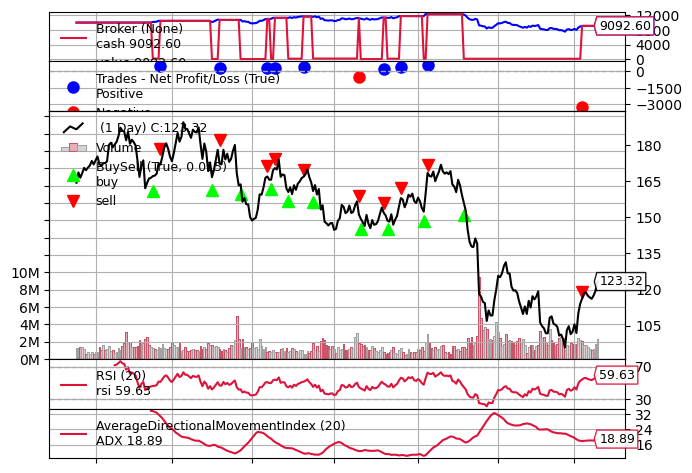 Broker (None)
cash 9092.60
value 9092.60
12000
4000
0
9092.60
Trades - Net Profit/Loss (True)
Positive
Negative
0
−1500
−3000
(1 Day) C:123.32
Volume
BuySell (True, 0.015)
buy
sell
180
165
150
135
120
105
123.32
10M
8M
6M
4M
2M
0M
RSI (20)
rsi 59.63
70
30
59.63
AverageDirectionalMovementIndex (20)
ADX 18.89
32
24
16
18.89